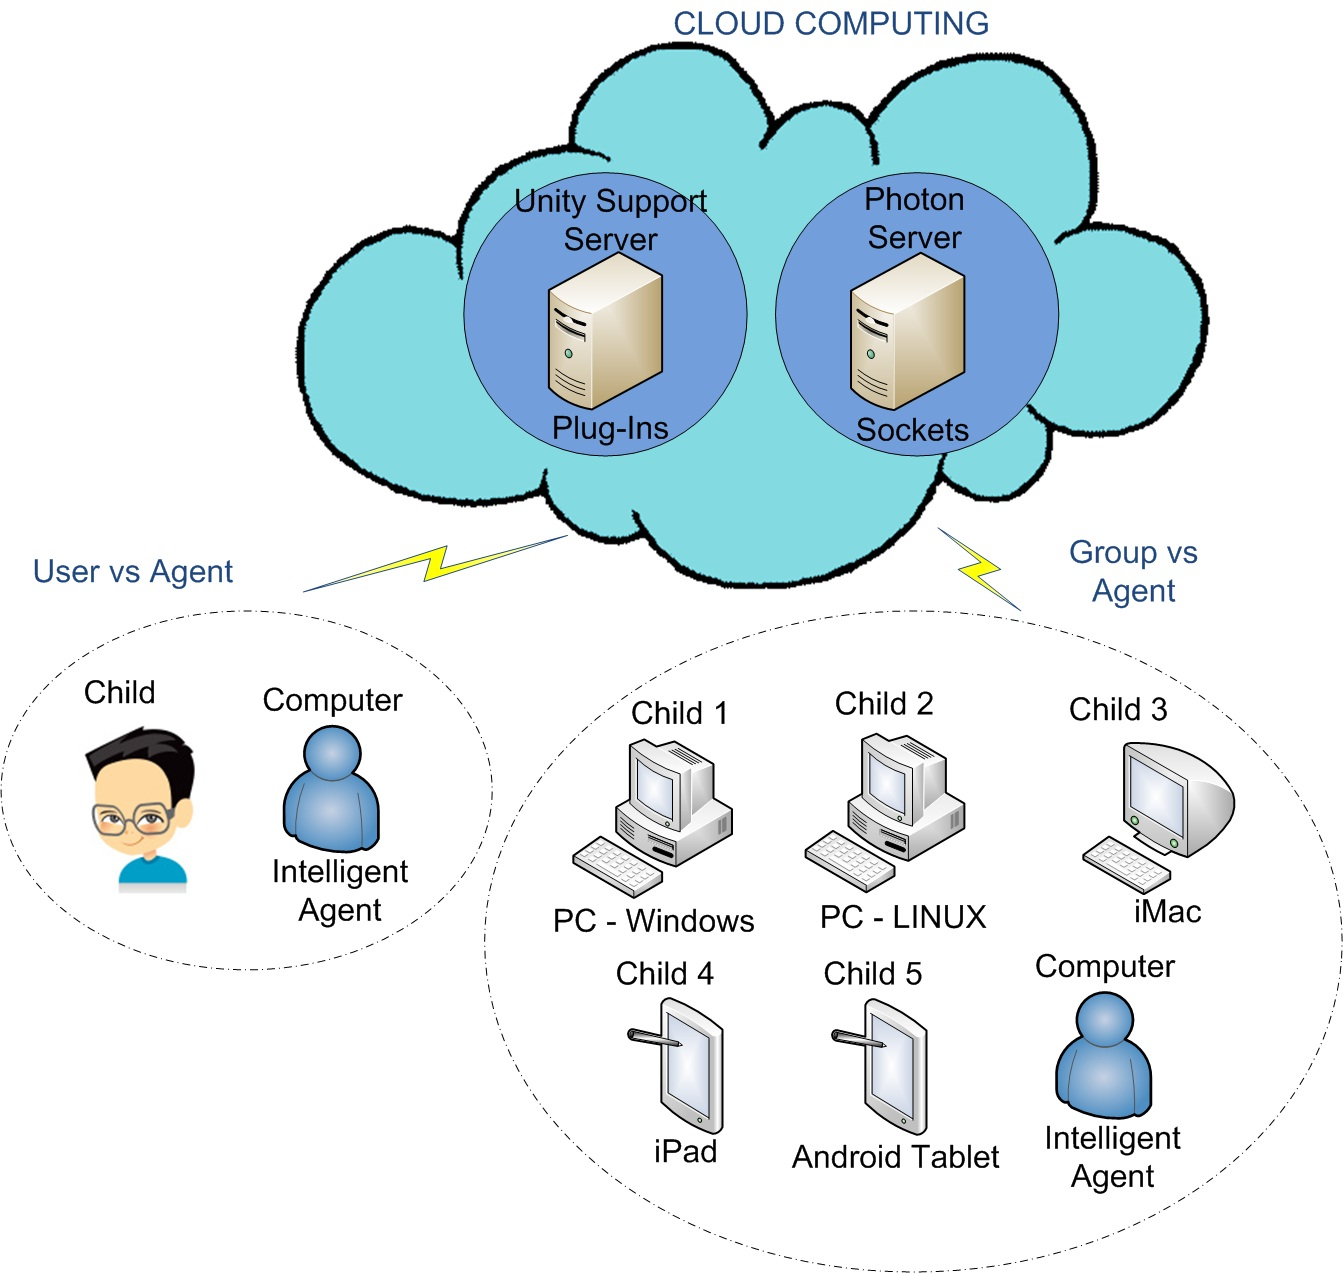 CLOUD COMPUTING
Unity Support
Server
Plug-Ins
Photon
Server
Sockets
User vs Agent
Group vs
Agent
Child
Computer
Intelligent
Agent
Child 1
PC - Windows
Child 2
PC - LINUX
Child 3
iMac
Child 4
iPad
Child 5
Android Tablet
Computer
Intelligent
Agent